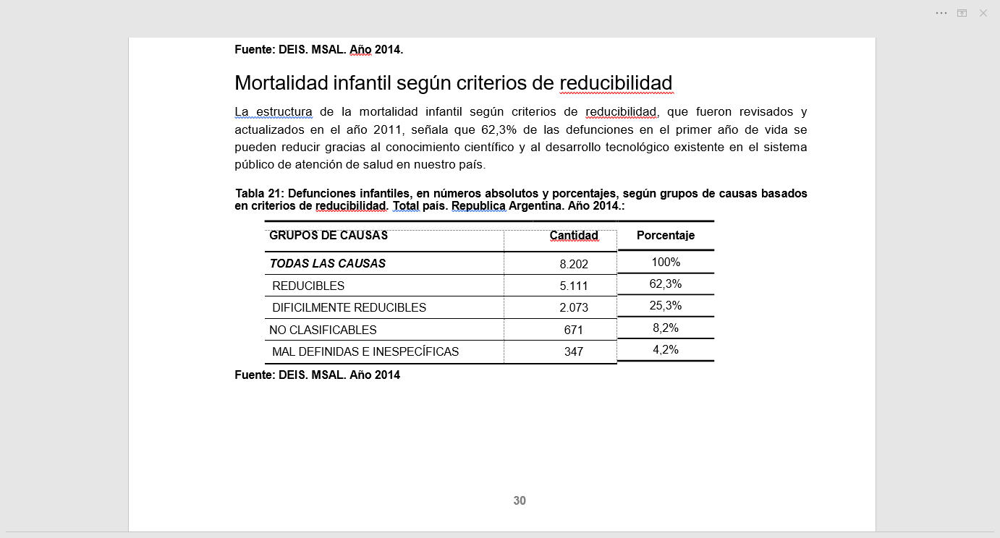 Fuente: DEIS. MSAL. Año 2014.
Mortalidad infantil según criterios de reducibilidad
La estructura de la mortalidad infantil según criterios de reducibilidad, que fueron revisados y
actualizados en el año 2011, señala que 62,3% de las defunciones en el primer año de vida se
pueden reducir gracias al conocimiento científico y al desarrollo tecnológico existente en el sistema
público de atención de salud en nuestro país.
Tabla 21: Defunciones infantiles, en números absolutos y porcentajes, según grupos de causas basados
en criterios de reducibilidad. Total país. Republica Argentina. Año 2014.:
GRUPOS DE CAUSAS Cantidad Porcentaje
TODAS LAS CAUSAS 8.202 100%
REDUCIBLES 5.111 62,3%
DIFICILMENTE REDUCIBLES 2.073 25,3%
NO CLASIFICABLES 671 8,2%
MAL DEFINIDAS E INESPECÍFICAS 347 4,2%
Fuente: DEIS. MSAL. Año 2014
30